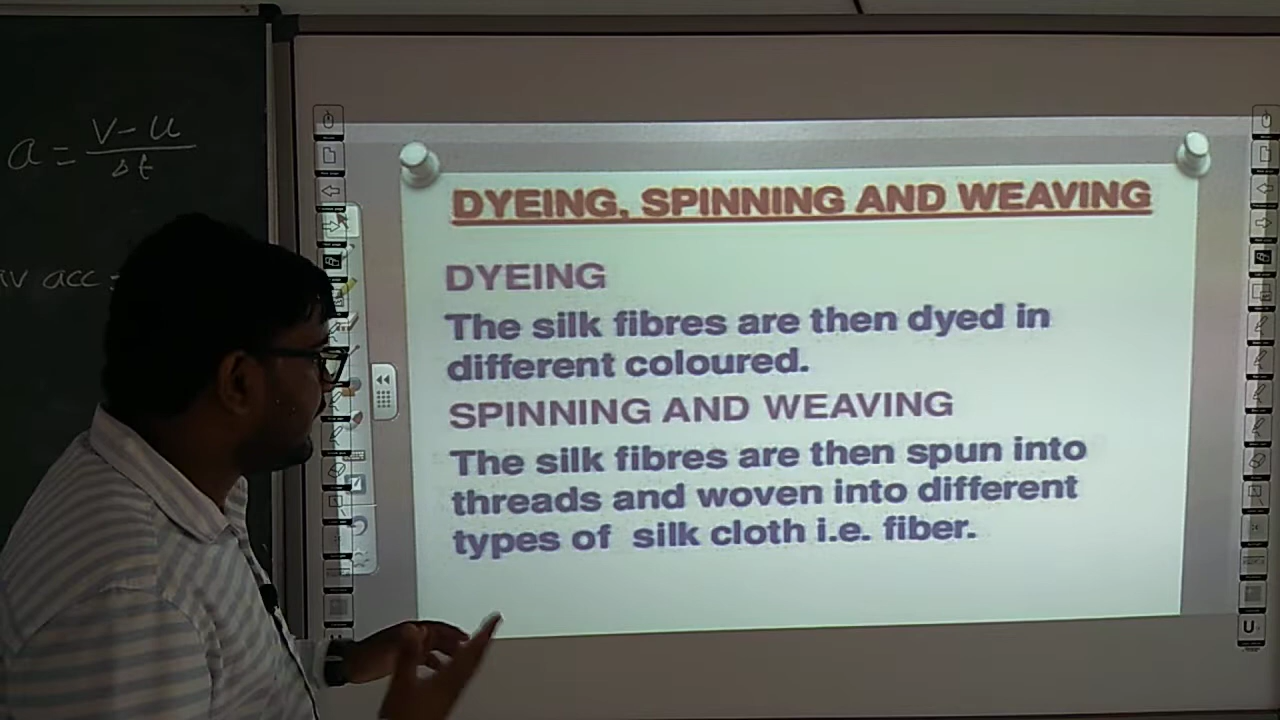 a = v - u
Δt
av acc =
DYEING, SPINNING AND WEAVING
DYEING
The silk fibres are then dyed in
different coloured.
SPINNING AND WEAVING
The silk fibres are then spun into
threads and woven into different
types of silk cloth i.e. fiber.
U